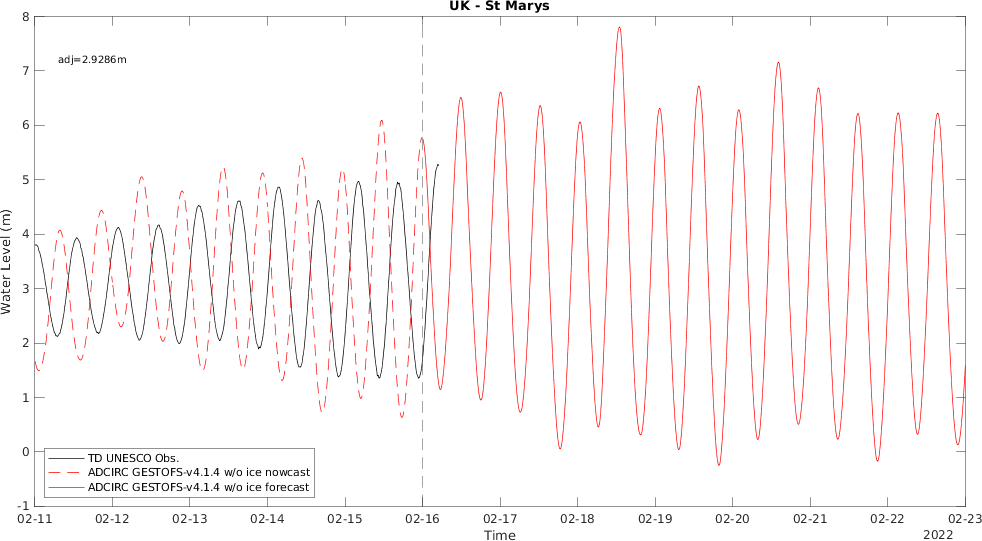 UK - St Marys
adj=2.9286m
Water Level (m)
8
7
6
5
4
3
2
1
0
-1
TD UNESCO Obs.
ADCIRC GESTOFS-v4.1.4 w/o ice nowcast
ADCIRC GESTOFS-v4.1.4 w/o ice forecast
02-11 02-12 02-13 02-14 02-15 02-16 02-17 02-18 02-19 02-20 02-21 02-22 02-23
Time
2022